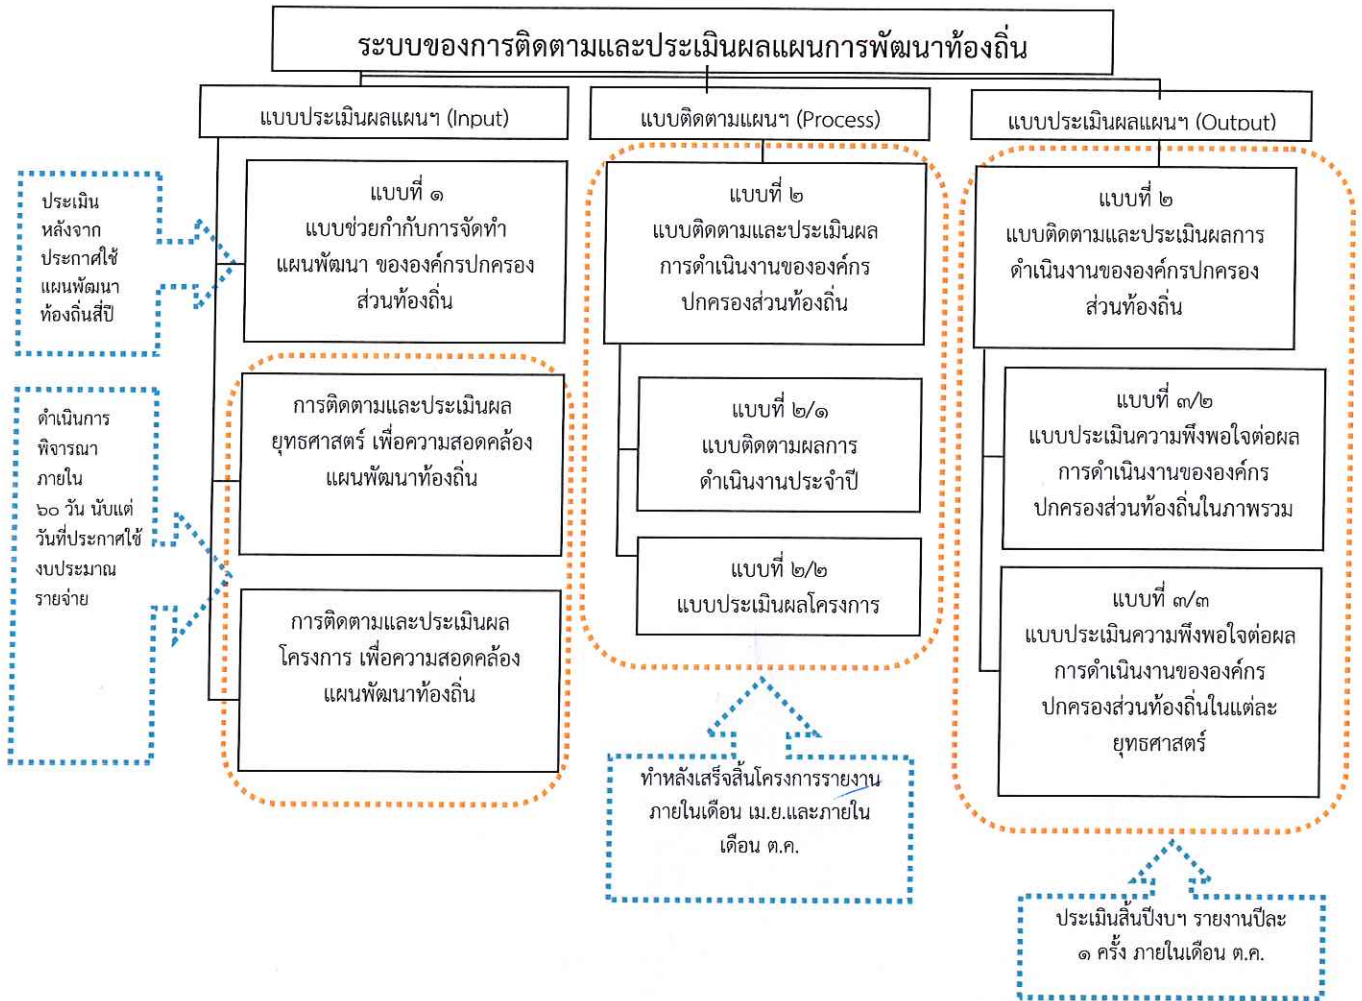 ระบบของการติดตามและประเมินผลแผนการพัฒนาท้องถิ่น
แบบประเมินผลแผนฯ (Input)
แบบติดตามแผนฯ (Process)
แบบประเมินผลแผนฯ (Output)
ประเมิน
หลังจาก
ประกาศใช้
แผนพัฒนา
ท้องถิ่นสี่ปี
แบบที่ ๑
แบบช่วยกำกับการจัดทำ
แผนพัฒนา ขององค์กรปกครอง
ส่วนท้องถิ่น
แบบที่ ๒
แบบติดตามและประเมินผล
การดำเนินงานขององค์กร
ปกครองส่วนท้องถิ่น
แบบที่ ๒
แบบติดตามและประเมินผลการ
ดำเนินงานขององค์กรปกครอง
ส่วนท้องถิ่น
ดำเนินการ
พิจารณา
ภายใน
๖๐ วัน นับแต่
วันที่ประกาศใช้
งบประมาณ
รายจ่าย
การติดตามและประเมินผล
ยุทธศาสตร์ เพื่อความสอดคล้อง
แผนพัฒนาท้องถิ่น
แบบที่ ๒/๑
แบบติดตามผลการ
ดำเนินงานประจำปี
แบบที่ ๓/๒
แบบประเมินความพึงพอใจต่อผล
การดำเนินงานขององค์กร
ปกครองส่วนท้องถิ่นในภาพรวม
การติดตามและประเมินผล
โครงการ เพื่อความสอดคล้อง
แผนพัฒนาท้องถิ่น
แบบที่ ๒/๒
แบบประเมินผลโครงการ
แบบที่ ๓/๓
แบบประเมินความพึงพอใจต่อผล
การดำเนินงานขององค์กร
ปกครองส่วนท้องถิ่นในแต่ละ
ยุทธศาสตร์
ทำหลังเสร็จสิ้นโครงการรายงาน
ภายในเดือน เม.ย.และภายใน
เดือน ต.ค.
ประเมินสิ้นปีงบฯ รายงานปีละ
๑ ครั้ง ภายในเดือน ต.ค.